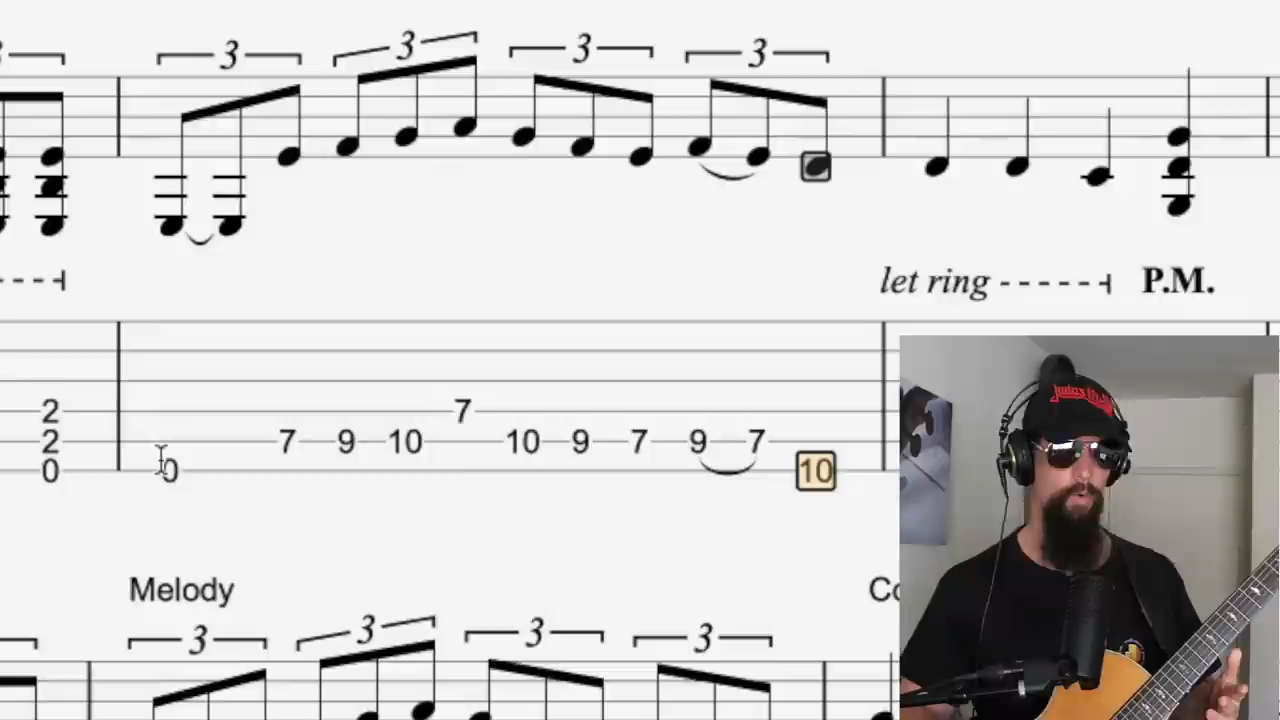 3 3 3 3
let ring P.M.
7
2 7 9 10 10 9 7 9 7
2
0 0 10
Melody
3 3 3 3